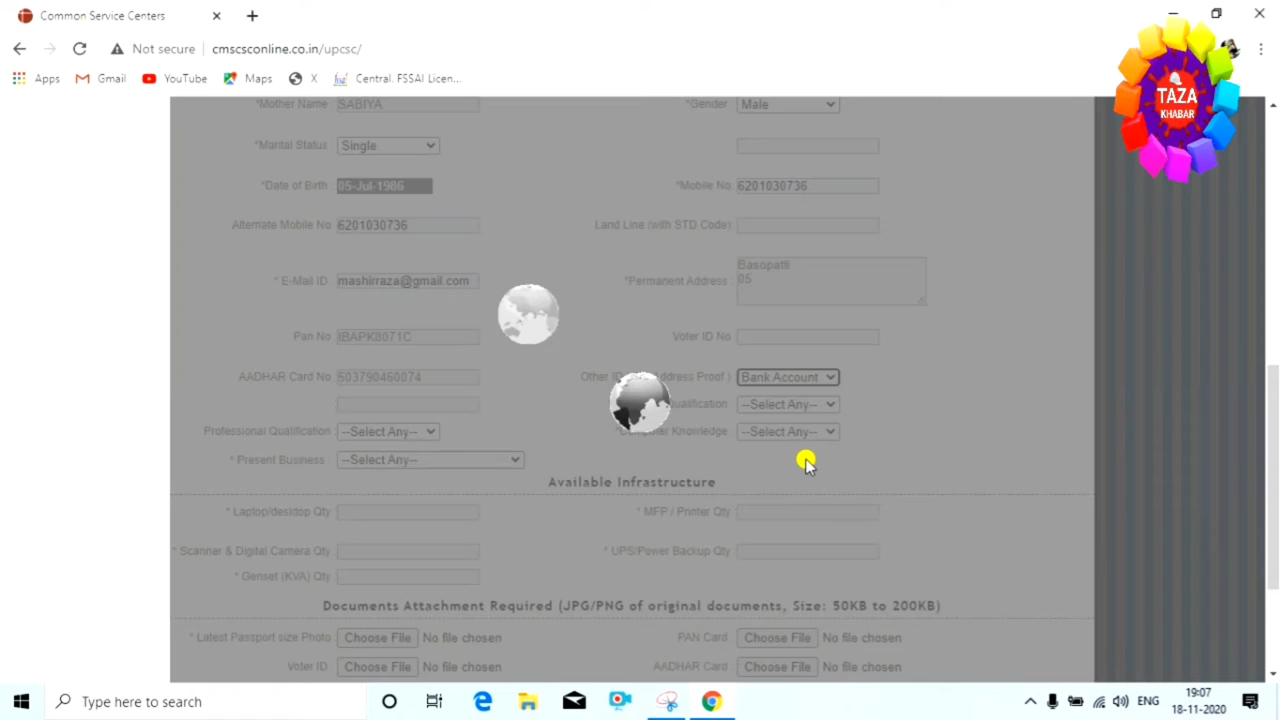 Common Service Centers
Not secure cmscsconline.co.in/upcsc/
Apps Gmail YouTube Maps X Central. FSSAI Licen...
TAZA
KHABAR
*Mother Name SABIYA *Gender Male
*Marital Status Single
*Date of Birth 05-Jul-1986 *Mobile No. 6201030736
Alternate Mobile No 6201030736 Land Line (with STD Code)
* E-Mail ID mashirraza@gmail.com *Permanent Address : Basopatti
05
Pan No IBAPK8071C Voter ID No
AADHAR Card No 503790460074 Other ID ddress Proof ) Bank Account
Qualification --Select Any--
Professional Qualification : --Select Any-- Computer Knowledge --Select Any--
* Present Business : --Select Any--
Available Infrastructure
* Laptop/desktop Qty * MFP / Printer Qty
* Scanner & Digital Camera Qty * UPS/Power Backup Qty
* Genset (KVA) Qty
Documents Attachment Required (JPG/PNG of original documents, Size: 50KB to 200KB)
* Latest Passport size Photo Choose File No file chosen PAN Card Choose File No file chosen
Voter ID Choose File No file chosen AADHAR Card Choose File No file chosen
Type here to search ENG 19:07
18-11-2020